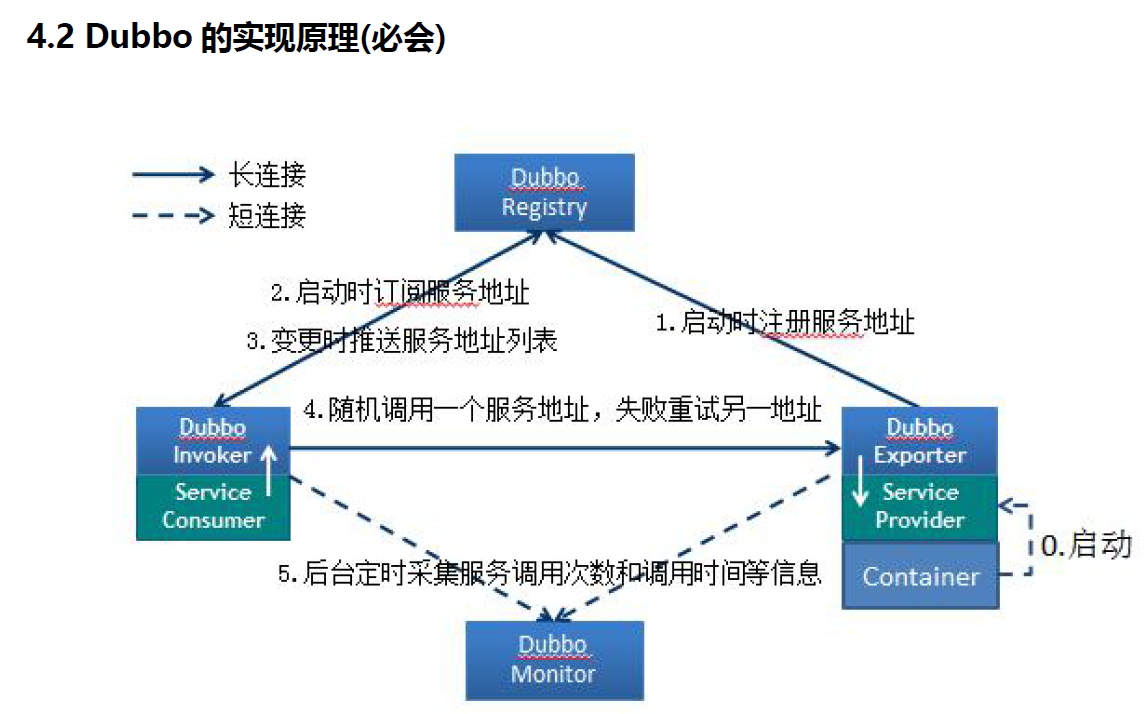 4.2 Dubbo 的实现原理(必会)
长连接
短连接
Dubbo
Registry
2.启动时订阅服务地址
3.变更时推送服务地址列表
1.启动时注册服务地址
4.随机调用一个服务地址，失败重试另一地址
Dubbo
Invoker
Service
Consumer
Dubbo
Exporter
Service
Provider
Container
0.启动
5.后台定时采集服务调用次数和调用时间等信息
Dubbo
Monitor